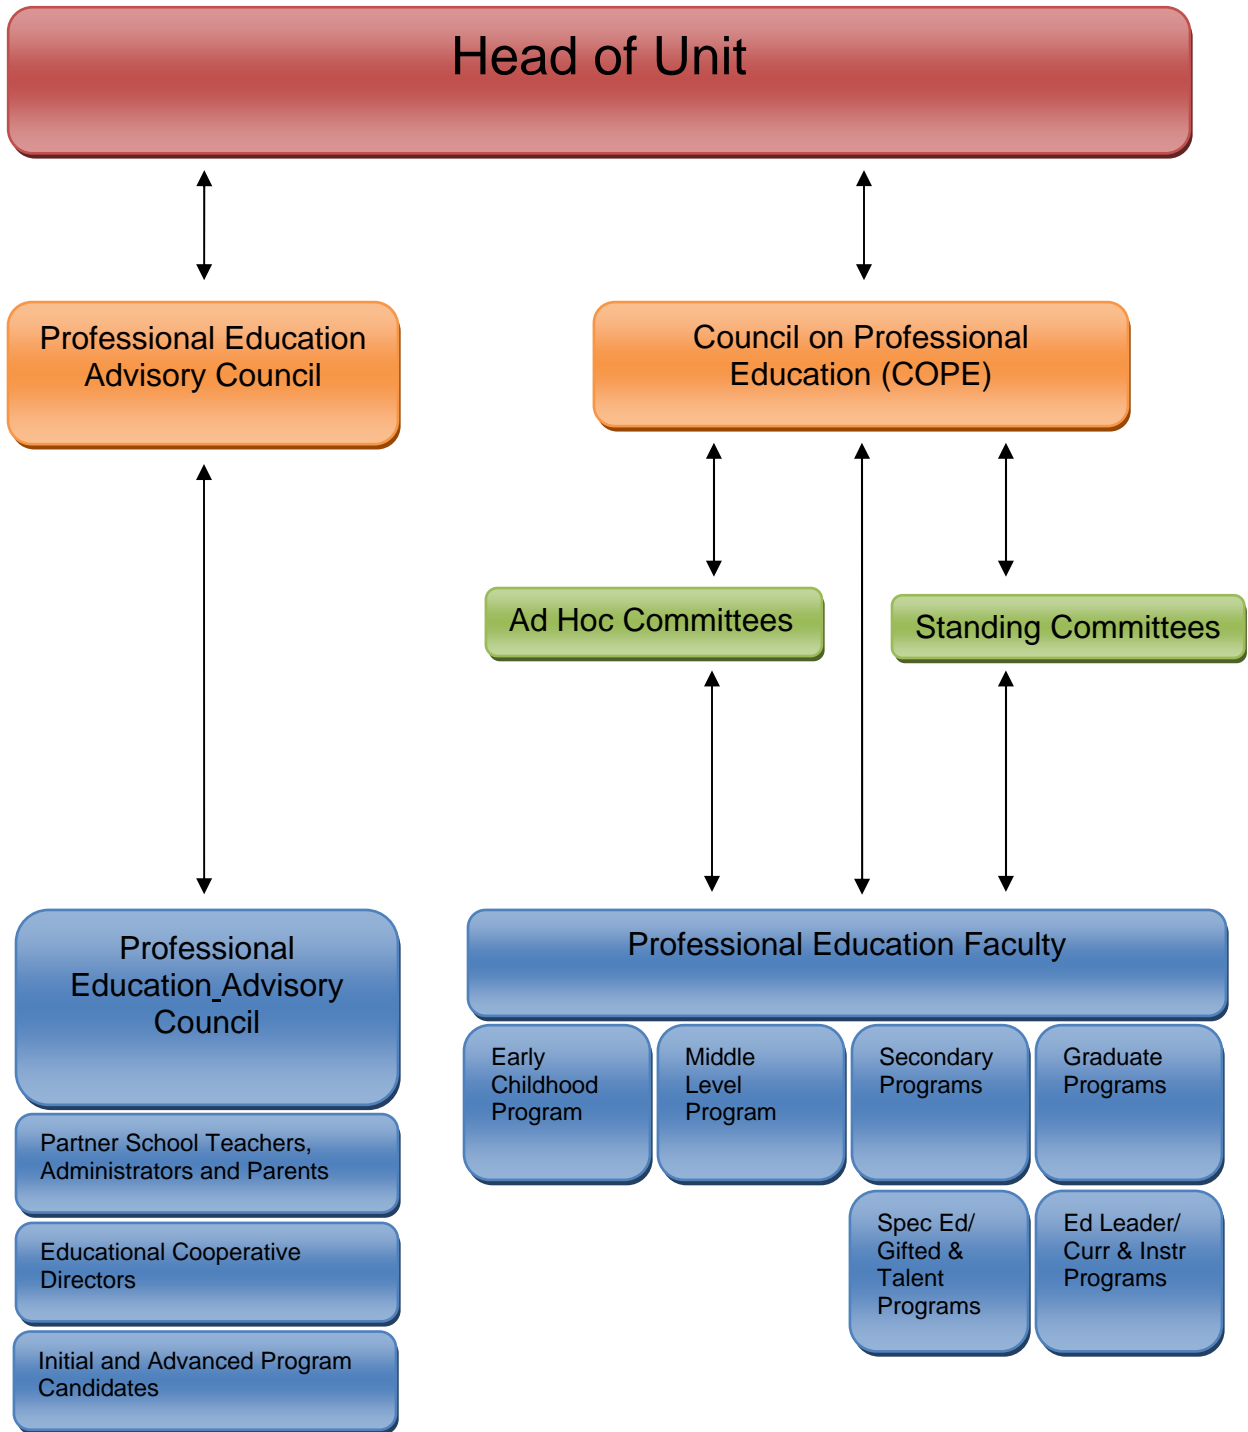 Head of Unit
Professional Education
Advisory Council
Council on Professional
Education (COPE)
Ad Hoc Committees
Standing Committees
Professional
Education Advisory
Council
Partner School Teachers,
Administrators and Parents
Educational Cooperative
Directors
Initial and Advanced Program
Candidates
Professional Education Faculty
Early
Childhood
Program
Middle
Level
Program
Secondary
Programs
Graduate
Programs
Spec Ed/
Gifted &
Talent
Programs
Ed Leader/
Curr & Instr
Programs